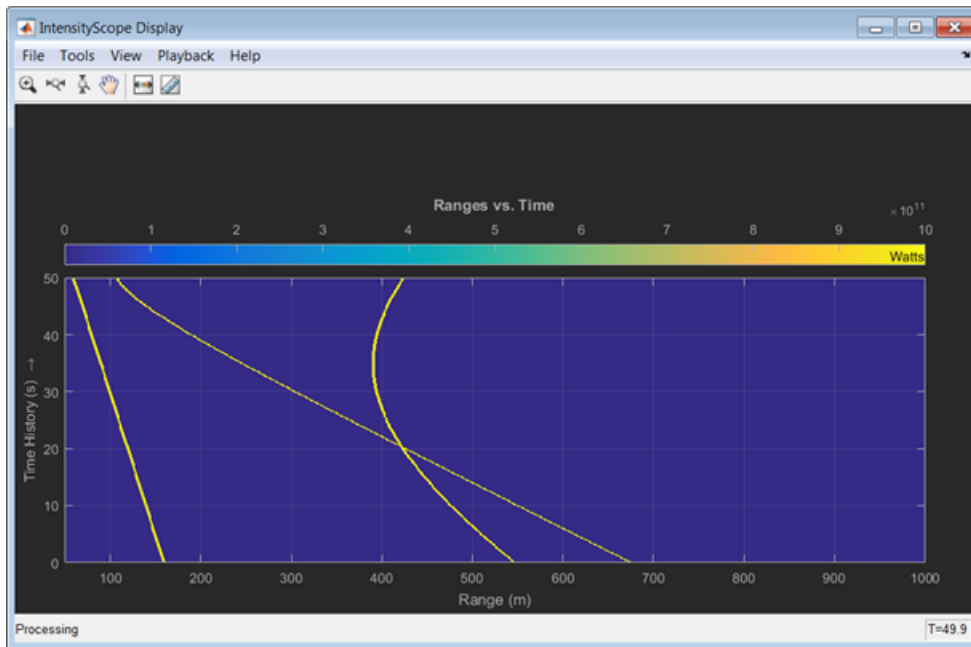 IntensityScope Display
File Tools View Playback Help
Ranges vs. Time
× 10^11
0 1 2 3 4 5 6 7 8 9 10
Watts
50
40
30
20
10
0
Time History (s) →
100 200 300 400 500 600 700 800 900 1000
Range (m)
Processing
T=49.9